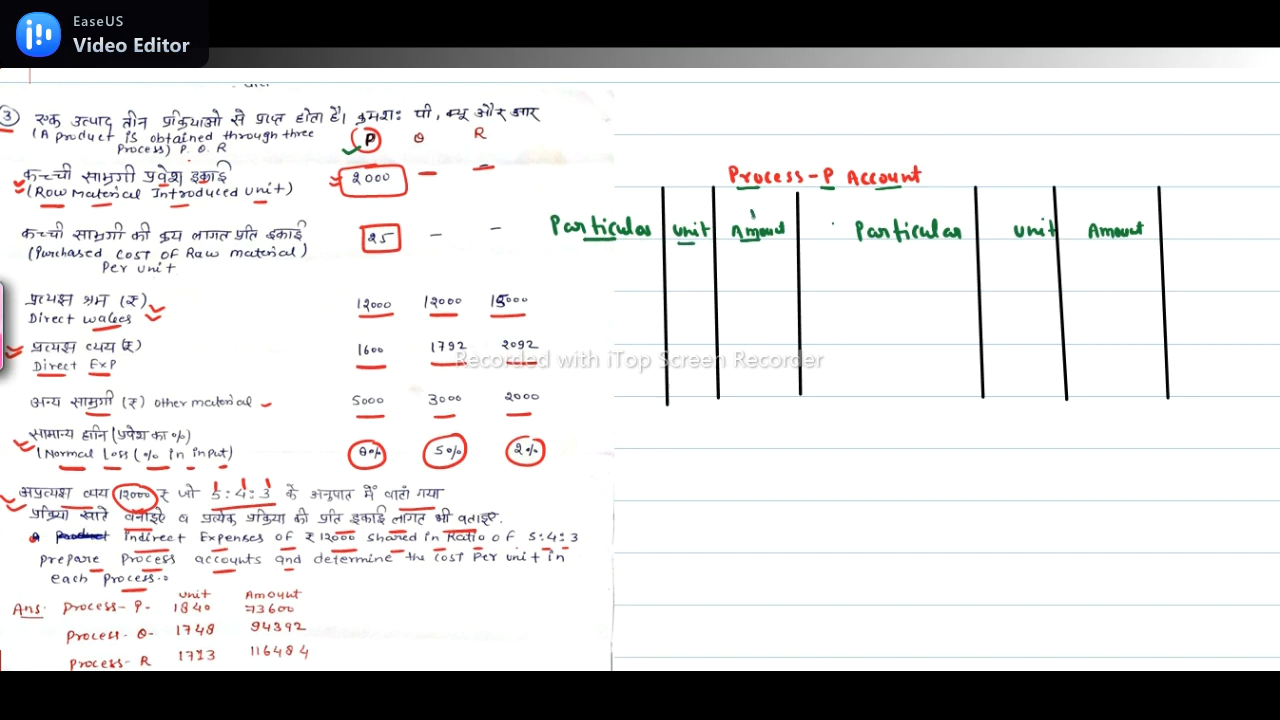 EaseUS
Video Editor
③ एक उत्पाद तीन प्रक्रियाओ से प्राप्त होता है। क्रमशः पी, क्यू और आर
(A product is obtained through three
Process) P. Q. R
P Q R
कच्ची सामग्री प्रवेश इकाई
(Row Material Introduced Unit) 2000 – –
कच्ची सामग्री की क्रय लागत प्रति इकाई 25 – –
(Purchased cost of Raw material)
Per unit
प्रत्यक्ष श्रम (₹) 12000 12000 15000
Direct wages
प्रत्यक्ष व्यय (₹) 1600 1792 2092
Direct Exp
अन्य सामग्री (₹) other material 5000 3000 2000
सामान्य हानि (प्रवेश का %)
(Normal Loss (% in input) 8% 5% 2%
अप्रत्यक्ष व्यय 12000 ₹ जो 5:4:3 के अनुपात में बांटा गया
प्रक्रिया खाते बनाइऐ व प्रत्येक प्रक्रिया की प्रति इकाई लागत भी बताइए.
Indirect Expenses of ₹ 12000 shared in Ratio of 5:4:3
prepare Process accounts and determine the cost Per unit in
each Process.
unit Amount
Ans. Process- P- 1840 73600
Process- Q- 1748 94392
Process- R 1713 116484
Process-P Account
Particular unit Amount Particular unit Amount
Recorded with iTop Screen Recorder